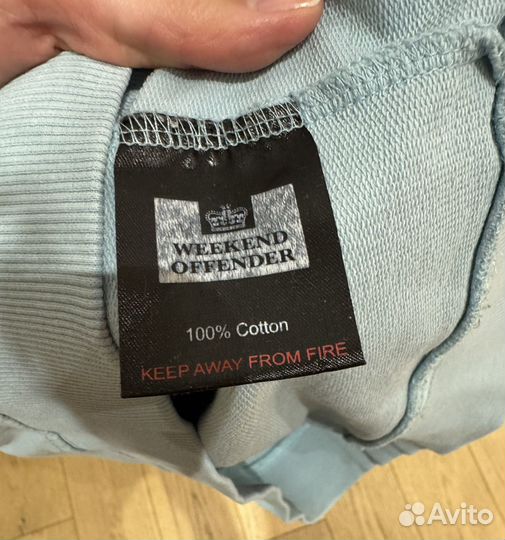 WEEKEND
OFFENDER
100% Cotton
KEEP AWAY FROM FIRE
Avito